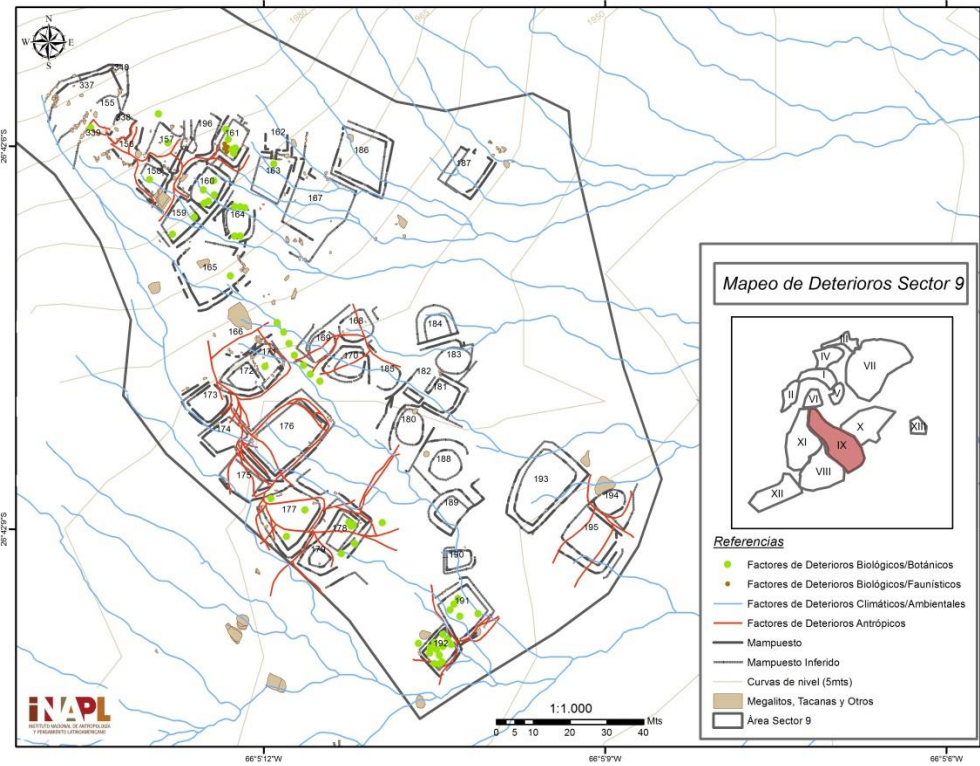 N
W E
S
1980
1965
1950
26°42'6"S
26°42'9"S
337
340
155
338
339
156
157
196
161
162
158
160
163
186
187
159
164
167
165
166
168
169
170
184
171
172
183
185
182
181
173
174
176
180
175
188
193
177
189
194
178
195
179
190
191
192
Mapeo de Deterioros Sector 9
III
IV
VII
I
II
V
VI
X
XI
IX
XIII
VIII
XII
Referencias
Factores de Deterioros Biológicos/Botánicos
Factores de Deterioros Biológicos/Faunísticos
Factores de Deterioros Climáticos/Ambientales
Factores de Deterioros Antrópicos
Mampuesto
Mampuesto Inferido
Curvas de nivel (5mts)
Megalitos, Tacanas y Otros
Área Sector 9
iNAPL
INSTITUTO NACIONAL DE ANTROPOLOGÍA
Y PENSAMIENTO LATINOAMERICANO
1:1.000
0 5 10 20 30 40 Mts
66°5'12"W
66°5'9"W
66°5'6"W